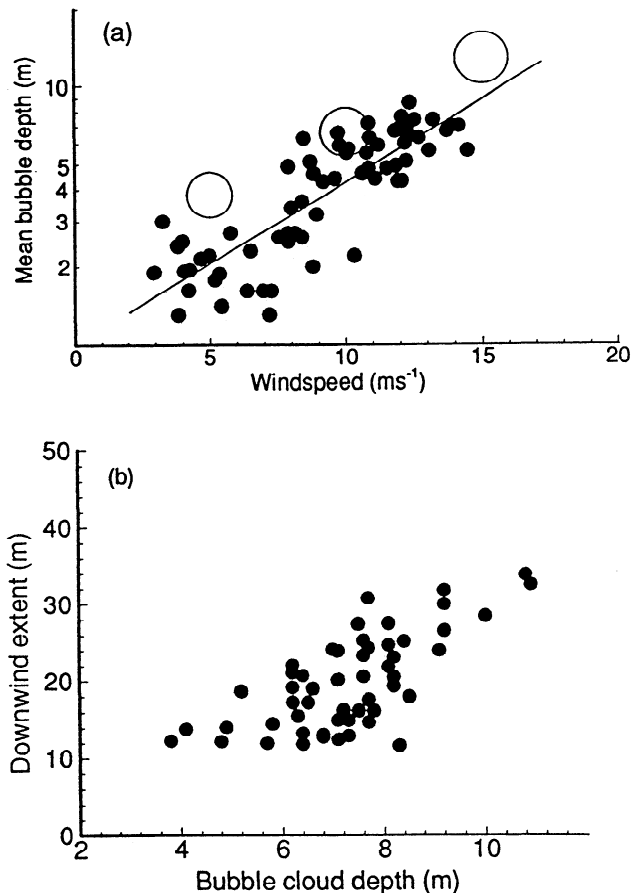 (a)
Mean bubble depth (m)
10
5
4
3
2
0 5 10 15 20
Windspeed (ms⁻¹)
(b)
Downwind extent (m)
50
40
30
20
10
0
2 4 6 8 10
Bubble cloud depth (m)